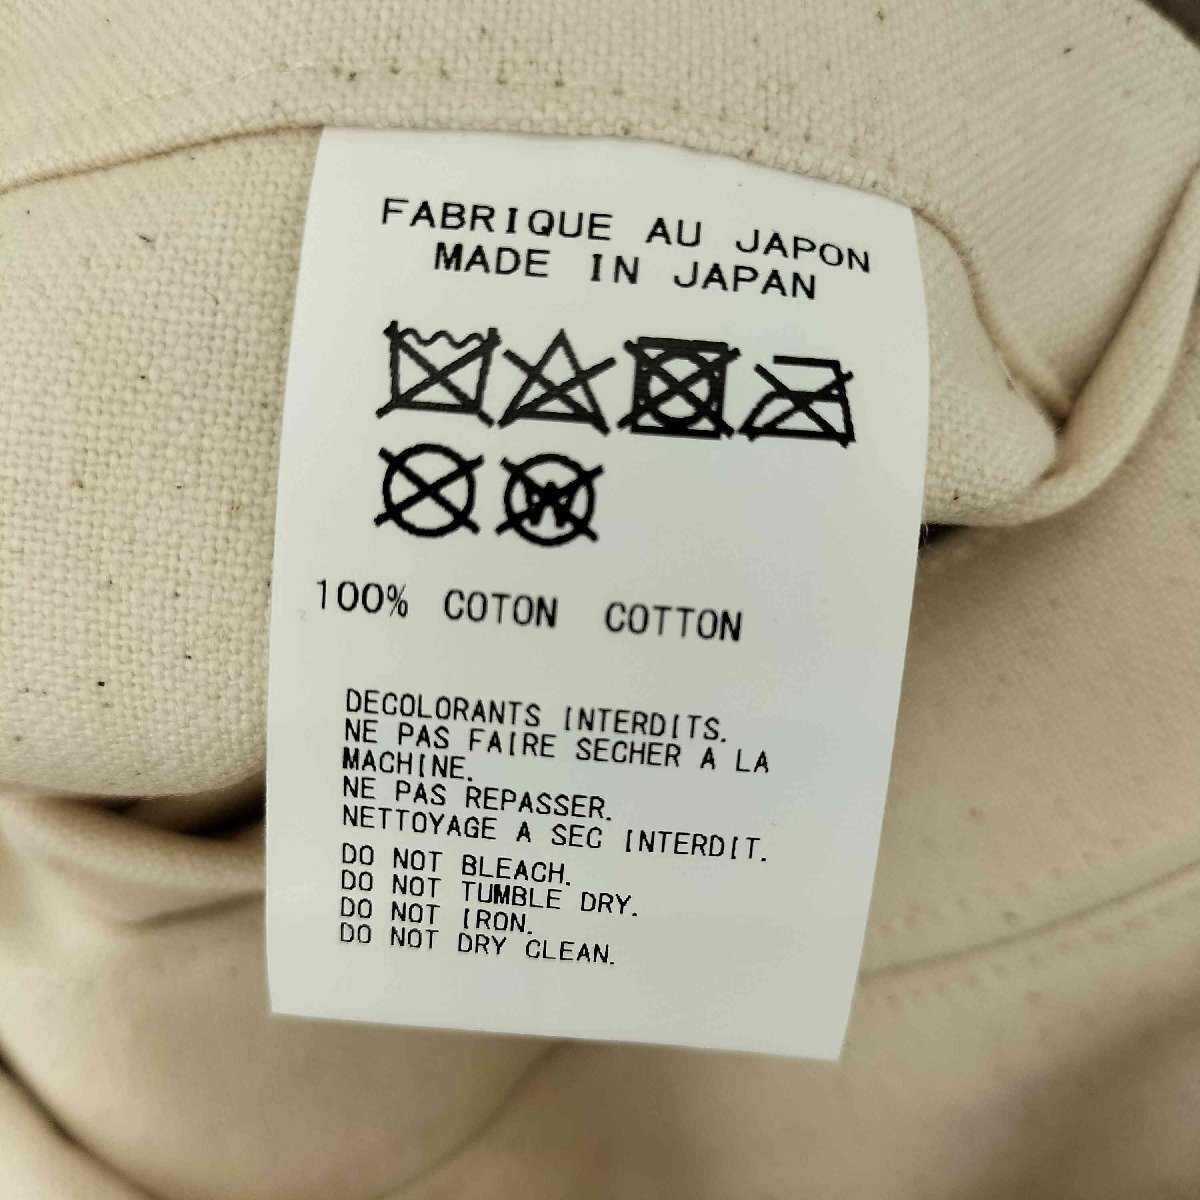 FABRIQUE AU JAPON
MADE IN JAPAN
W
100% COTON COTTON
DECOLORANTS INTERDITS.
NE PAS FAIRE SECHER A LA
MACHINE.
NE PAS REPASSER.
NETTOYAGE A SEC INTERDIT.
DO NOT BLEACH.
DO NOT TUMBLE DRY.
DO NOT IRON.
DO NOT DRY CLEAN.